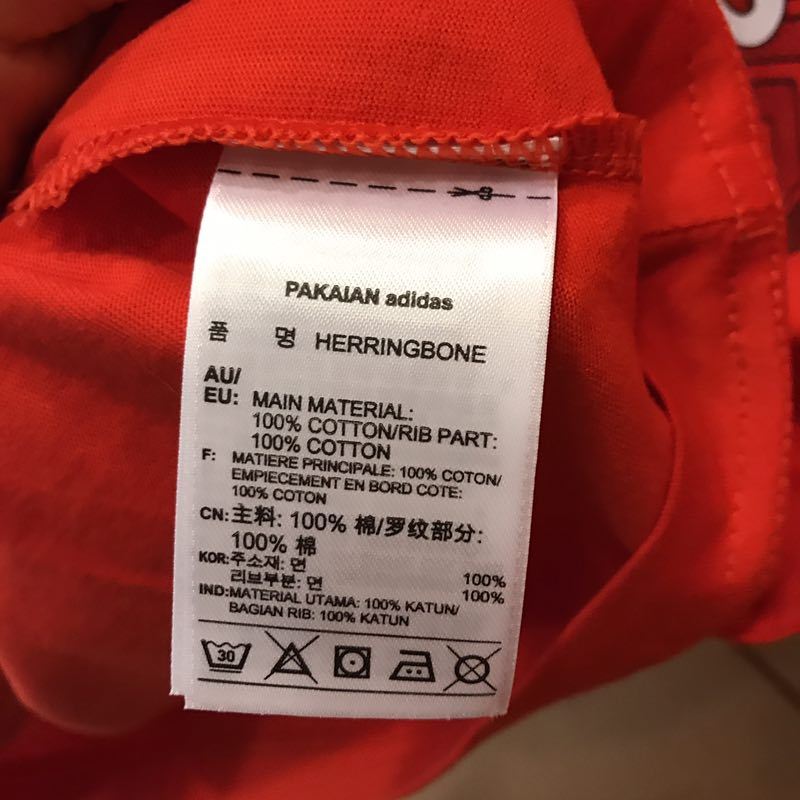 PAKAIAN adidas
품 명 HERRINGBONE
AU/
EU: MAIN MATERIAL:
100% COTTON/RIB PART:
100% COTTON
F: MATIERE PRINCIPALE: 100% COTON/
EMPIECEMENT EN BORD COTE:
100% COTON
CN: 主料: 100% 棉/罗纹部分:
100% 棉
KOR: 주소재: 면 100%
리브부분: 면 100%
IND: MATERIAL UTAMA: 100% KATUN/
BAGIAN RIB: 100% KATUN
30